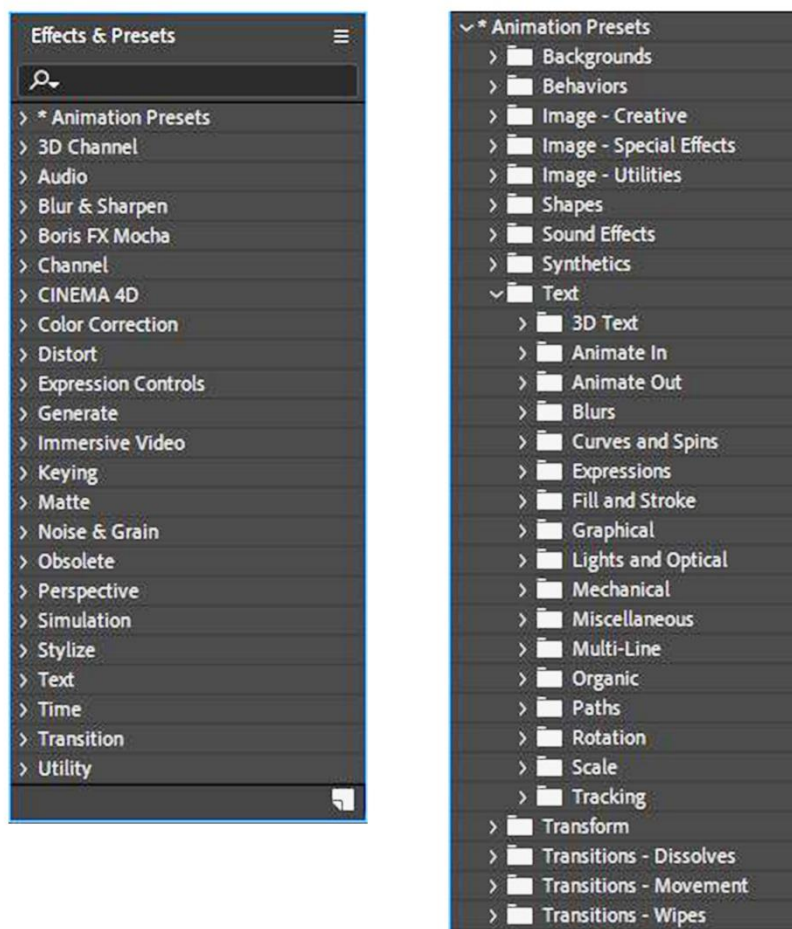 Effects & Presets
* Animation Presets
3D Channel
Audio
Blur & Sharpen
Boris FX Mocha
Channel
CINEMA 4D
Color Correction
Distort
Expression Controls
Generate
Immersive Video
Keying
Matte
Noise & Grain
Obsolete
Perspective
Simulation
Stylize
Text
Time
Transition
Utility
* Animation Presets
Backgrounds
Behaviors
Image - Creative
Image - Special Effects
Image - Utilities
Shapes
Sound Effects
Synthetics
Text
3D Text
Animate In
Animate Out
Blurs
Curves and Spins
Expressions
Fill and Stroke
Graphical
Lights and Optical
Mechanical
Miscellaneous
Multi-Line
Organic
Paths
Rotation
Scale
Tracking
Transform
Transitions - Dissolves
Transitions - Movement
Transitions - Wipes